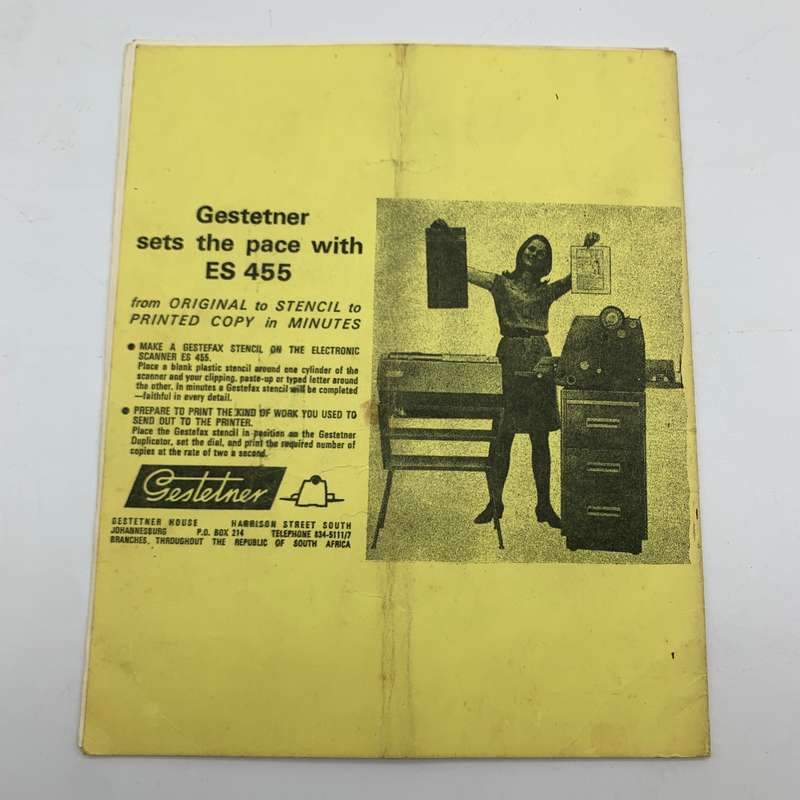 Gestetner
sets the pace with
ES 455
from ORIGINAL to STENCIL to
PRINTED COPY in MINUTES
● MAKE A GESTEFAX STENCIL ON THE ELECTRONIC
SCANNER ES 455.
Place a blank plastic stencil around one cylinder of the
scanner and your clipping, paste-up or typed letter around
the other. In minutes a Gestefax stencil will be completed
—faithful in every detail.
● PREPARE TO PRINT THE KIND OF WORK YOU USED TO
SEND OUT TO THE PRINTER.
Place the Gestefax stencil in position on the Gestetner
Duplicator, set the dial, and print the required number of
copies at the rate of two a second.
Gestetner
GESTETNER HOUSE HARRISON STREET SOUTH
JOHANNESBURG P.O. BOX 214 TELEPHONE 834-5111/7
BRANCHES, THROUGHOUT THE REPUBLIC OF SOUTH AFRICA